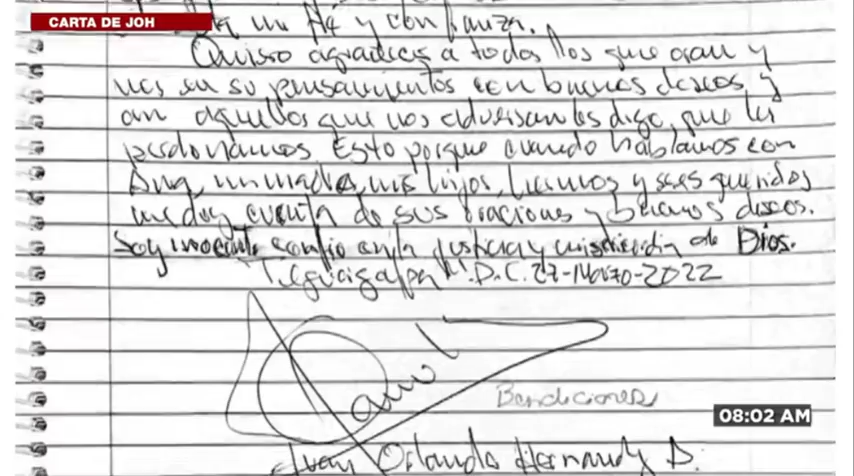 CARTA DE JOH
mi fé y confianza.
Quiero agradecer a todos los que oran y
nos en su pensamientos con buenos deseos, y
an aquellos que nos adversan les digo, que les
perdonamos. Esto porque cuando hablamos con
Ana, mi madre, mis hijos, hermnos y seres queridos
me doy cuenta de sus oraciones y buenos deseos.
Soy inocente confio en la justicia y misericordia de Dios.
Tegucigalpa M.D.C. 27-Marzo-2022
Bendiciones
08:02 AM
Juan Orlando Hernandez A.